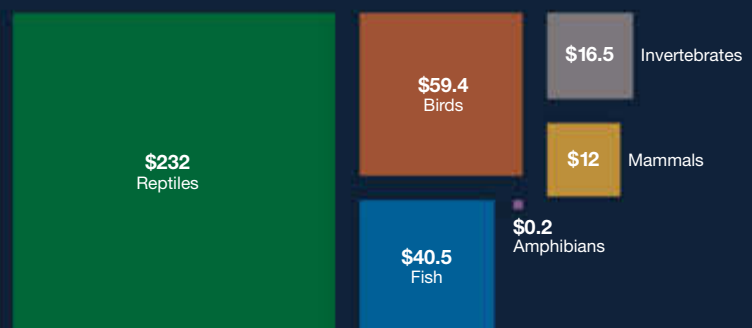 $232
Reptiles
$59.4
Birds
$40.5
Fish
$16.5 Invertebrates
$12 Mammals
$0.2
Amphibians